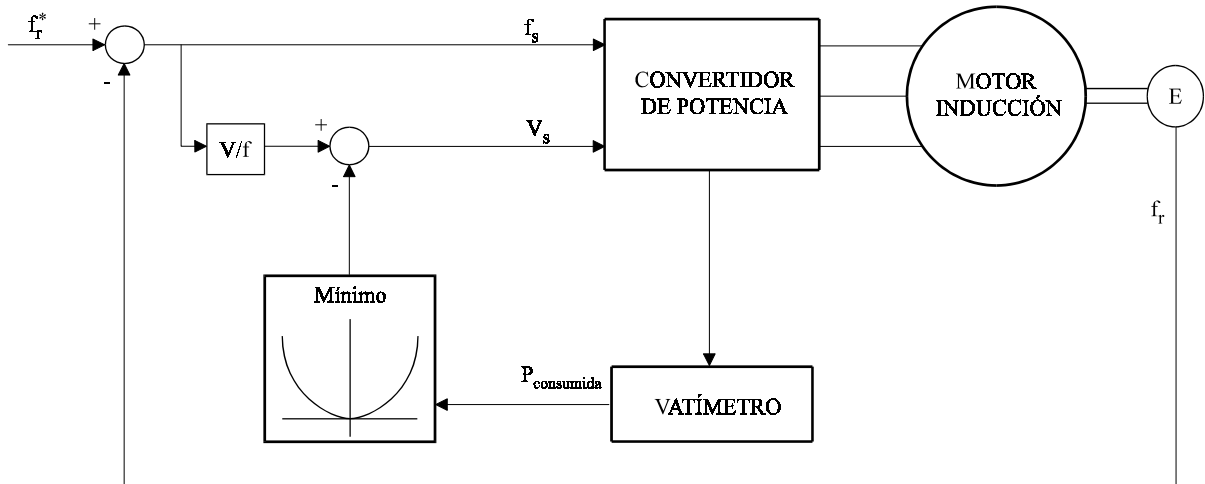 f_r^*
+
-
f_s
V/f
+
-
V_s
CONVERTIDOR
DE POTENCIA
MOTOR
INDUCCIÓN
E
f_r
Mínimo
P_consumida
VATÍMETRO